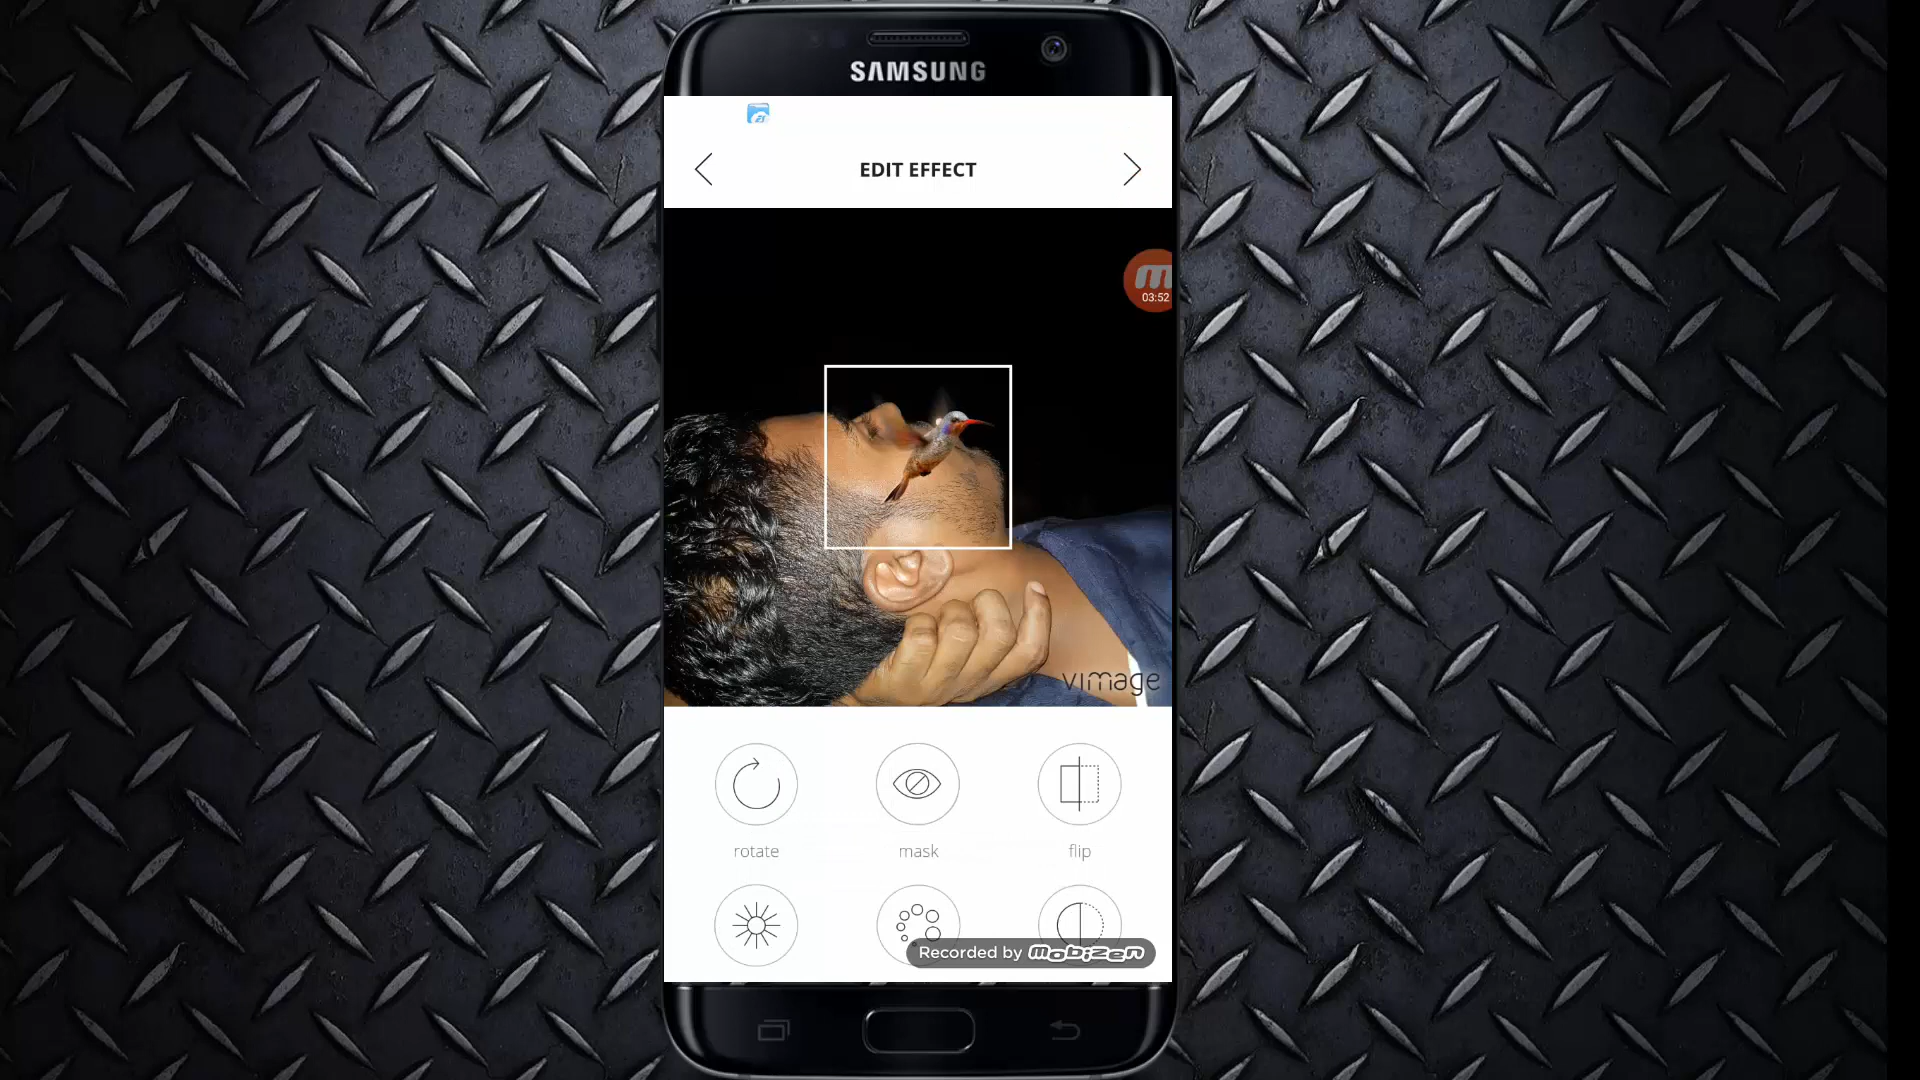 SAMSUNG
EDIT EFFECT
03:52
vimage
rotate
mask
flip
Recorded by mobizen